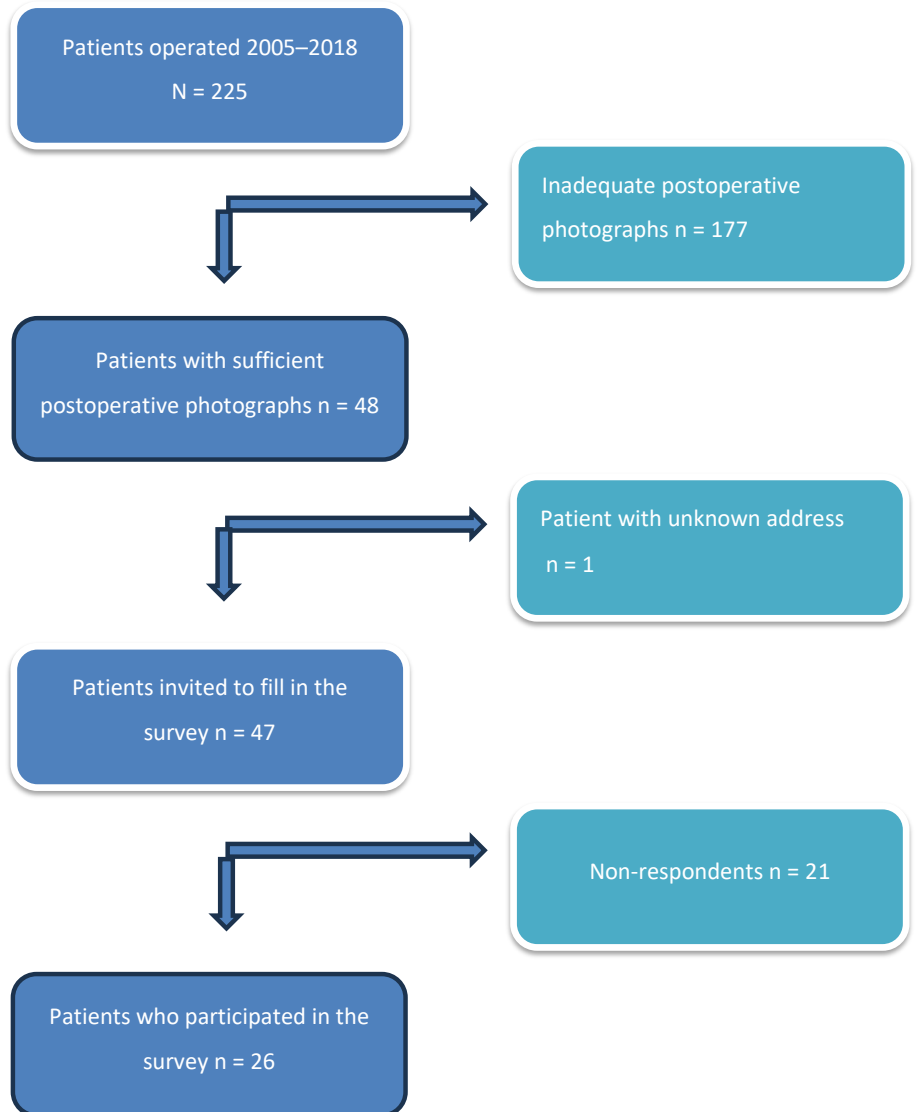 Patients operated 2005–2018
N = 225
Inadequate postoperative
photographs n = 177
Patients with sufficient
postoperative photographs n = 48
Patient with unknown address
n = 1
Patients invited to fill in the
survey n = 47
Non-respondents n = 21
Patients who participated in the
survey n = 26